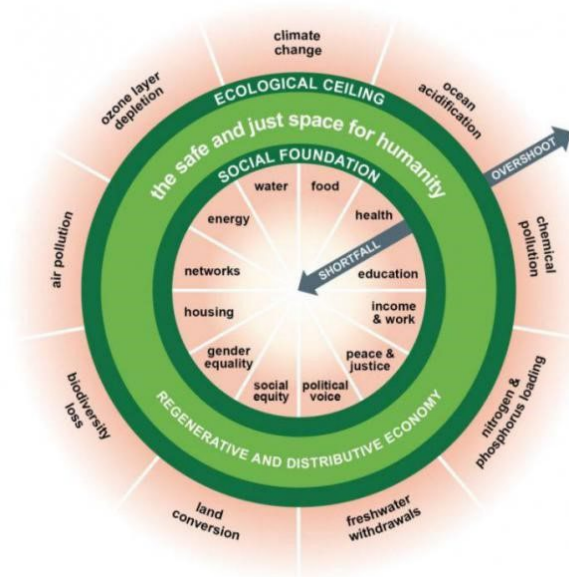 climate
change
ocean
acidification
OVERSHOOT
chemical
pollution
nitrogen &
phosphorus loading
freshwater
withdrawals
land
conversion
biodiversity
loss
air pollution
ozone layer
depletion
ECOLOGICAL CEILING
the safe and just space for humanity
SOCIAL FOUNDATION
water
food
health
SHORTFALL
education
income
& work
peace &
justice
political
voice
social
equity
gender
equality
housing
networks
energy
REGENERATIVE AND DISTRIBUTIVE ECONOMY